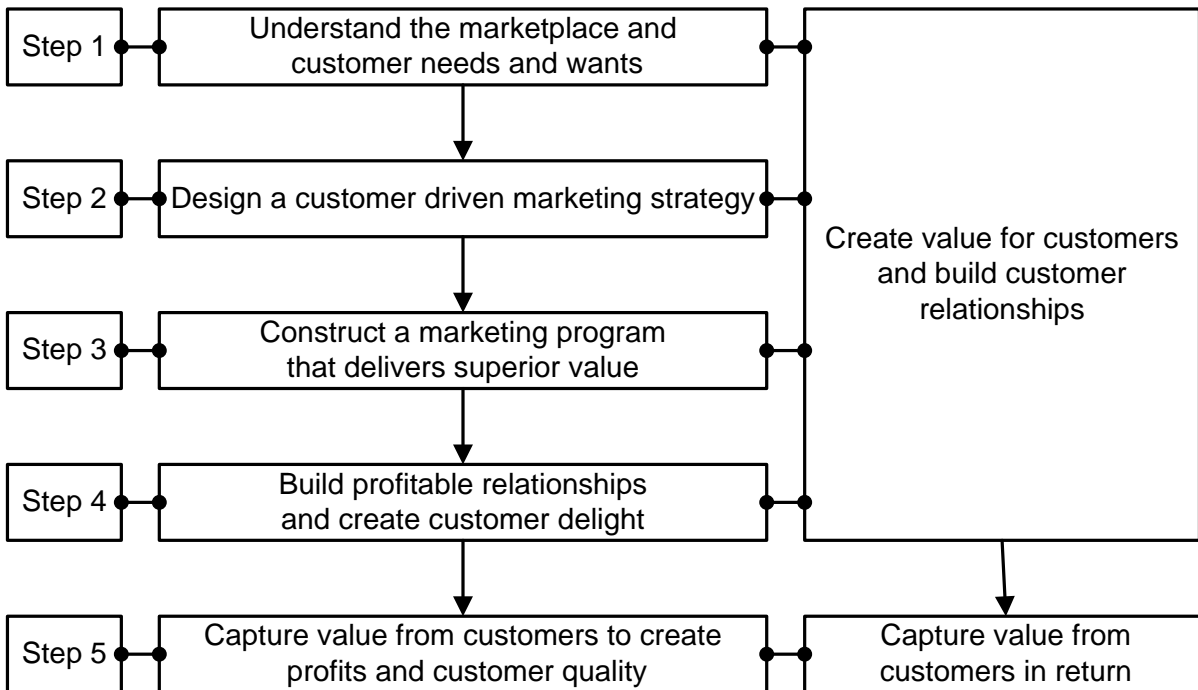 Step 1
Understand the marketplace and
customer needs and wants
Step 2
Design a customer driven marketing strategy
Create value for customers
and build customer
relationships
Step 3
Construct a marketing program
that delivers superior value
Step 4
Build profitable relationships
and create customer delight
Step 5
Capture value from customers to create
profits and customer quality
Capture value from
customers in return